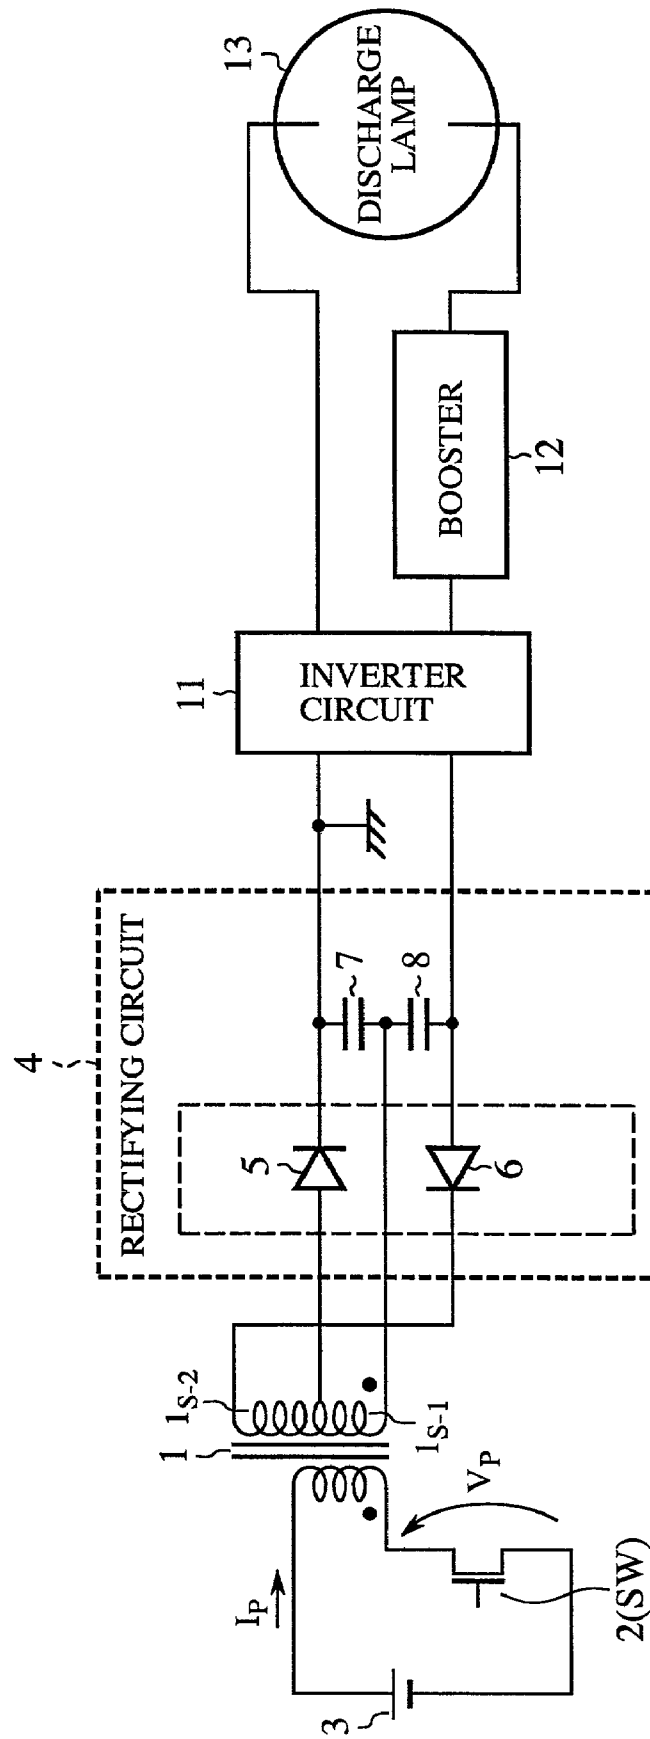 4
RECTIFYING CIRCUIT
5
6
7
8
1
1S-2
1S-1
IP
VP
3
2(SW)
11
INVERTER
CIRCUIT
BOOSTER
12
13
DISCHARGE
LAMP